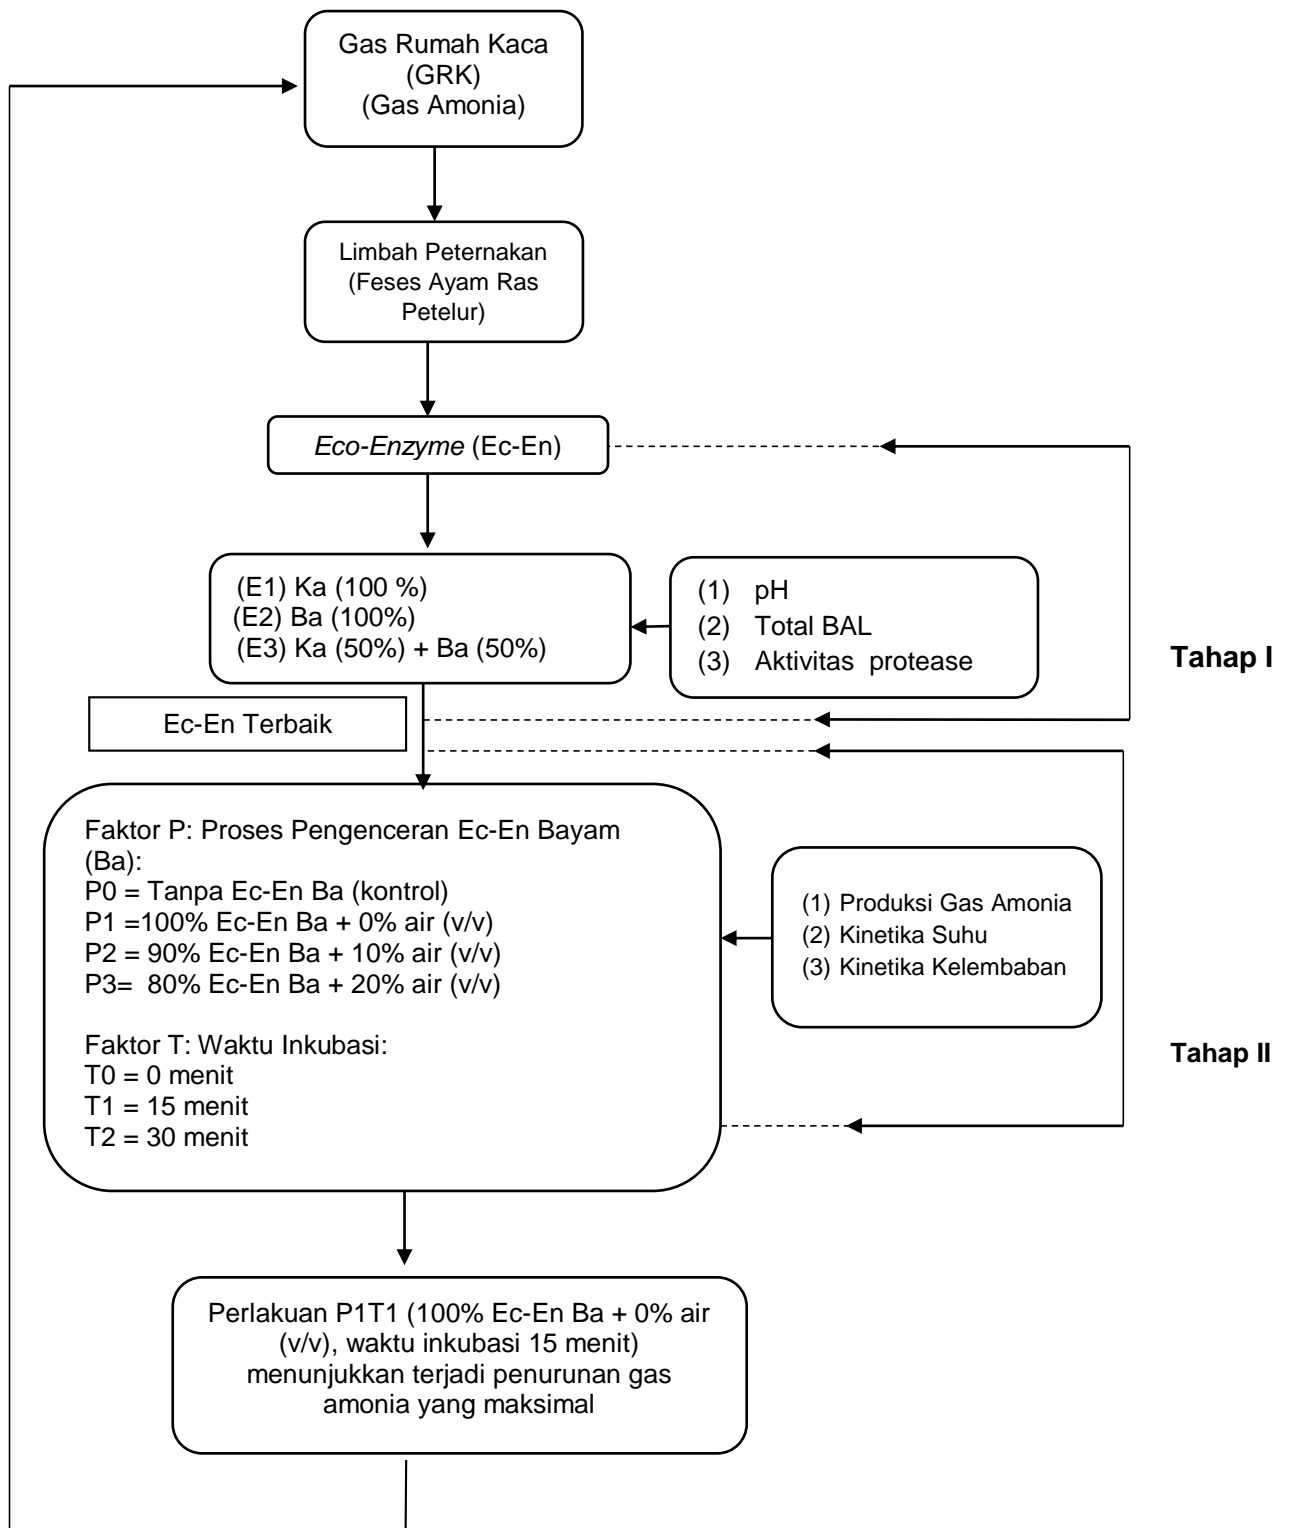 Gas Rumah Kaca
(GRK)
(Gas Amonia)
Limbah Peternakan
(Feses Ayam Ras
Petelur)
Eco-Enzyme (Ec-En)
(E1) Ka (100 %)
(E2) Ba (100%)
(E3) Ka (50%) + Ba (50%)
(1) pH
(2) Total BAL
(3) Aktivitas protease
Tahap I
Ec-En Terbaik
Faktor P: Proses Pengenceran Ec-En Bayam
(Ba):
P0 = Tanpa Ec-En Ba (kontrol)
P1 =100% Ec-En Ba + 0% air (v/v)
P2 = 90% Ec-En Ba + 10% air (v/v)
P3= 80% Ec-En Ba + 20% air (v/v)
Faktor T: Waktu Inkubasi:
T0 = 0 menit
T1 = 15 menit
T2 = 30 menit
(1) Produksi Gas Amonia
(2) Kinetika Suhu
(3) Kinetika Kelembaban
Tahap II
Perlakuan P1T1 (100% Ec-En Ba + 0% air
(v/v), waktu inkubasi 15 menit)
menunjukkan terjadi penurunan gas
amonia yang maksimal